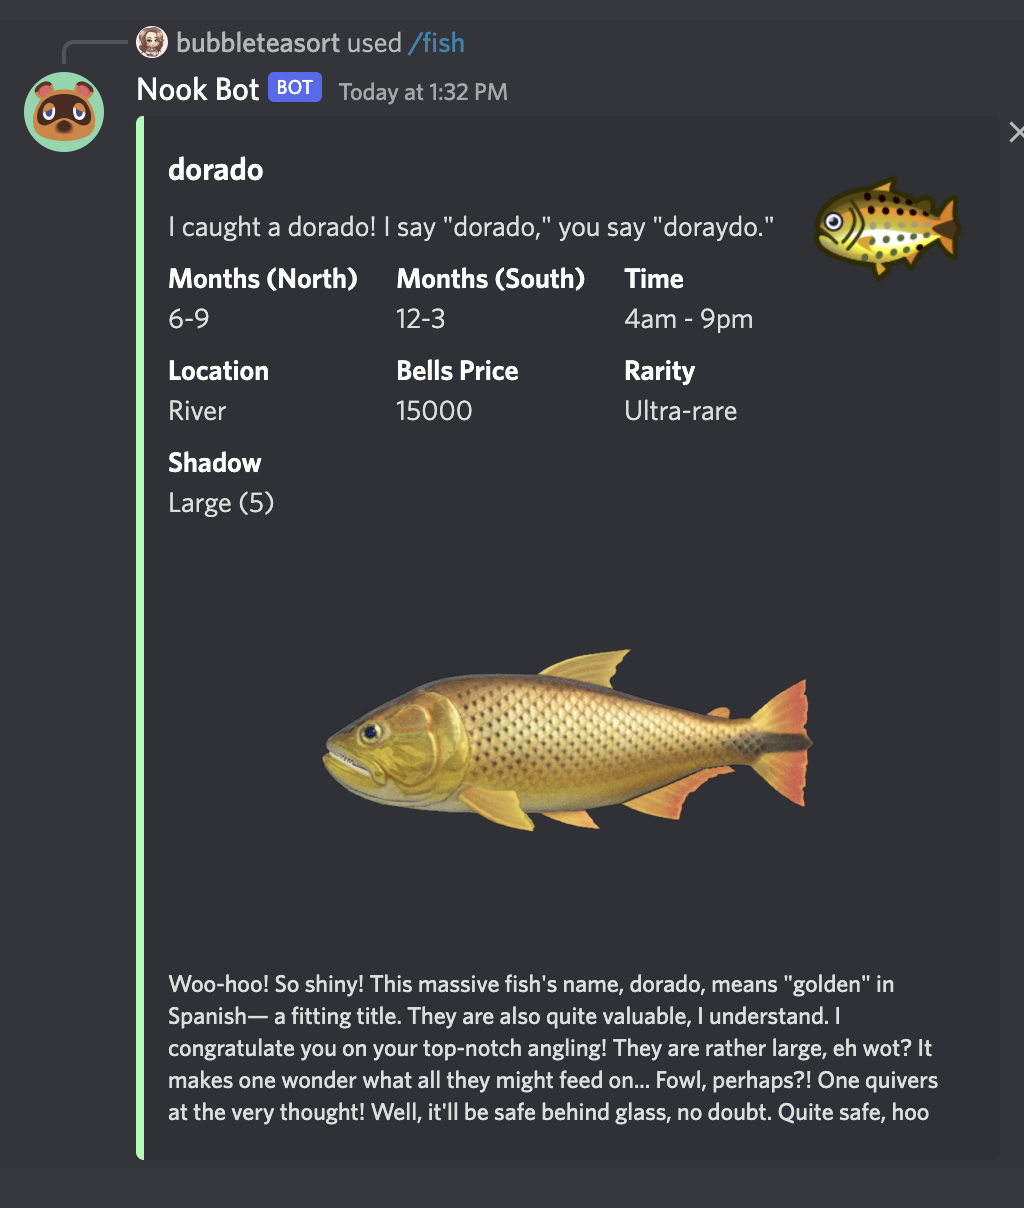 bubbleteasort used /fish
Nook Bot BOT Today at 1:32 PM
dorado
I caught a dorado! I say "dorado," you say "doraydo."
Months (North) Months (South) Time
6-9 12-3 4am - 9pm
Location Bells Price Rarity
River 15000 Ultra-rare
Shadow
Large (5)
Woo-hoo! So shiny! This massive fish's name, dorado, means "golden" in
Spanish— a fitting title. They are also quite valuable, I understand. I
congratulate you on your top-notch angling! They are rather large, eh wot? It
makes one wonder what all they might feed on... Fowl, perhaps?! One quivers
at the very thought! Well, it'll be safe behind glass, no doubt. Quite safe, hoo